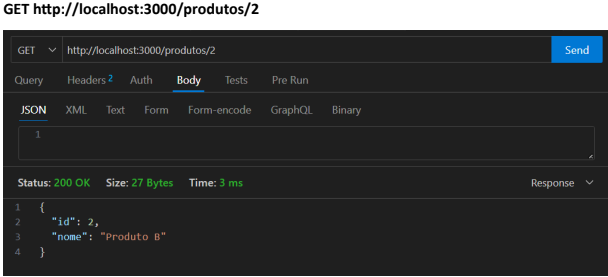 GET http://localhost:3000/produtos/2
GET http://localhost:3000/produtos/2 Send
Query Headers 2 Auth Body Tests Pre Run
JSON XML Text Form Form-encode GraphQL Binary
1
Status: 200 OK Size: 27 Bytes Time: 3 ms Response
1 {
2 "id": 2,
3 "nome": "Produto B"
4 }